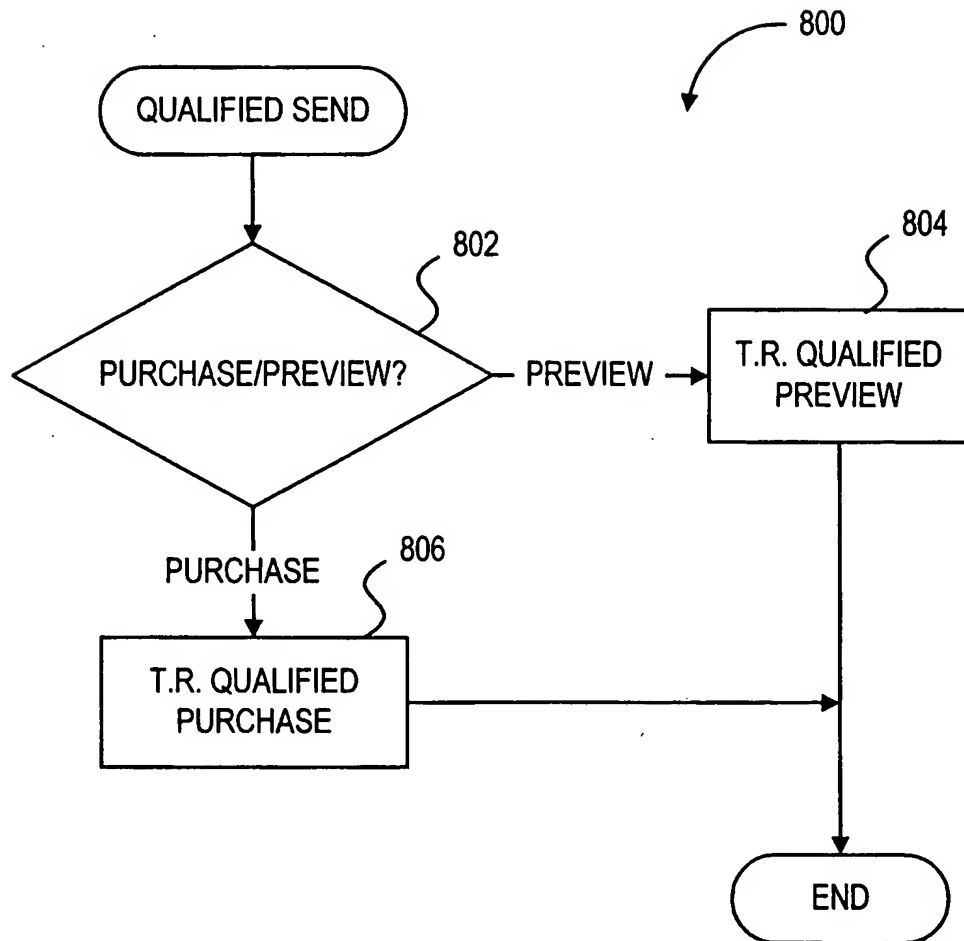 800
QUALIFIED SEND
802
804
PURCHASE/PREVIEW?
PREVIEW
T.R. QUALIFIED
PREVIEW
PURCHASE
806
T.R. QUALIFIED
PURCHASE
END